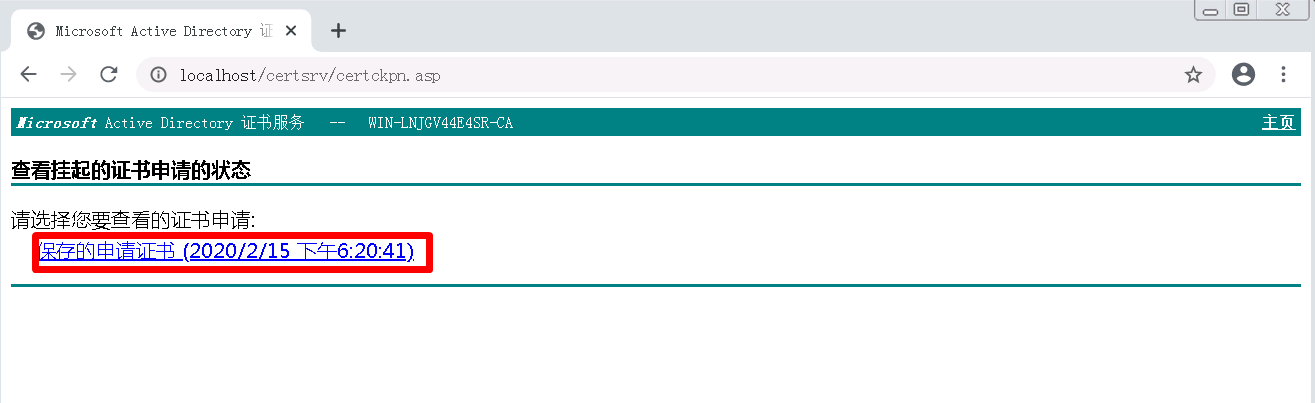 Microsoft Active Directory 证
localhost/certsrv/certckpn.asp
Microsoft Active Directory 证书服务 -- WIN-LNJGV44E4SR-CA 主页
查看挂起的证书申请的状态
请选择您要查看的证书申请:
保存的申请证书 (2020/2/15 下午6:20:41)